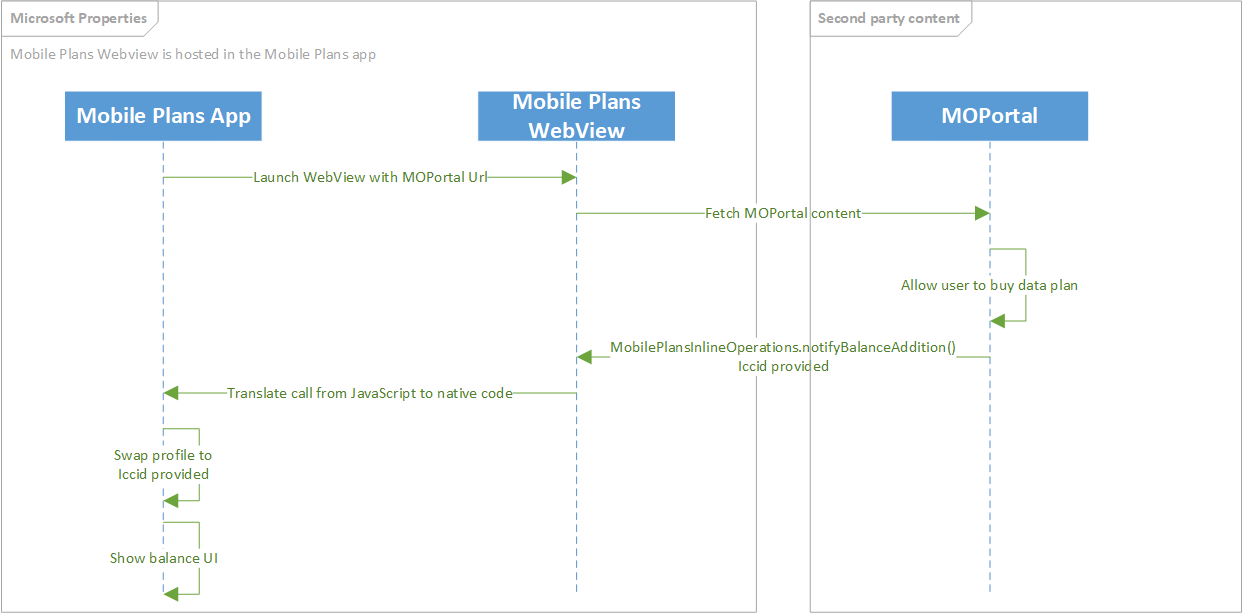 Microsoft Properties
Second party content
Mobile Plans Webview is hosted in the Mobile Plans app
Mobile Plans App
Mobile Plans
WebView
MOPortal
Launch WebView with MOPortal Url
Fetch MOPortal content
Allow user to buy data plan
MobilePlansInlineOperations.notifyBalanceAddition()
Iccid provided
Translate call from JavaScript to native code
Swap profile to
Iccid provided
Show balance UI